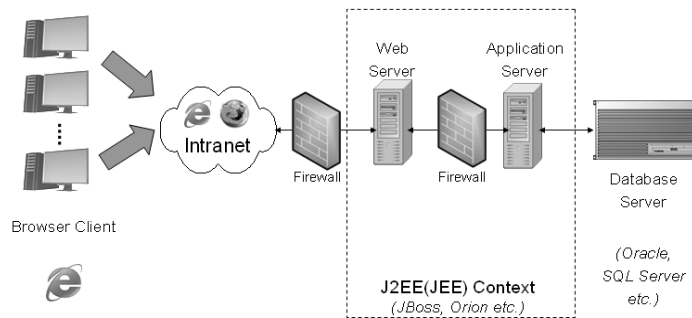 Web
Server
Application
Server
Intranet
Firewall
Firewall
Database
Server
Browser Client
J2EE(JEE) Context
(JBoss, Orion etc.)
(Oracle,
SQL Server
etc.)